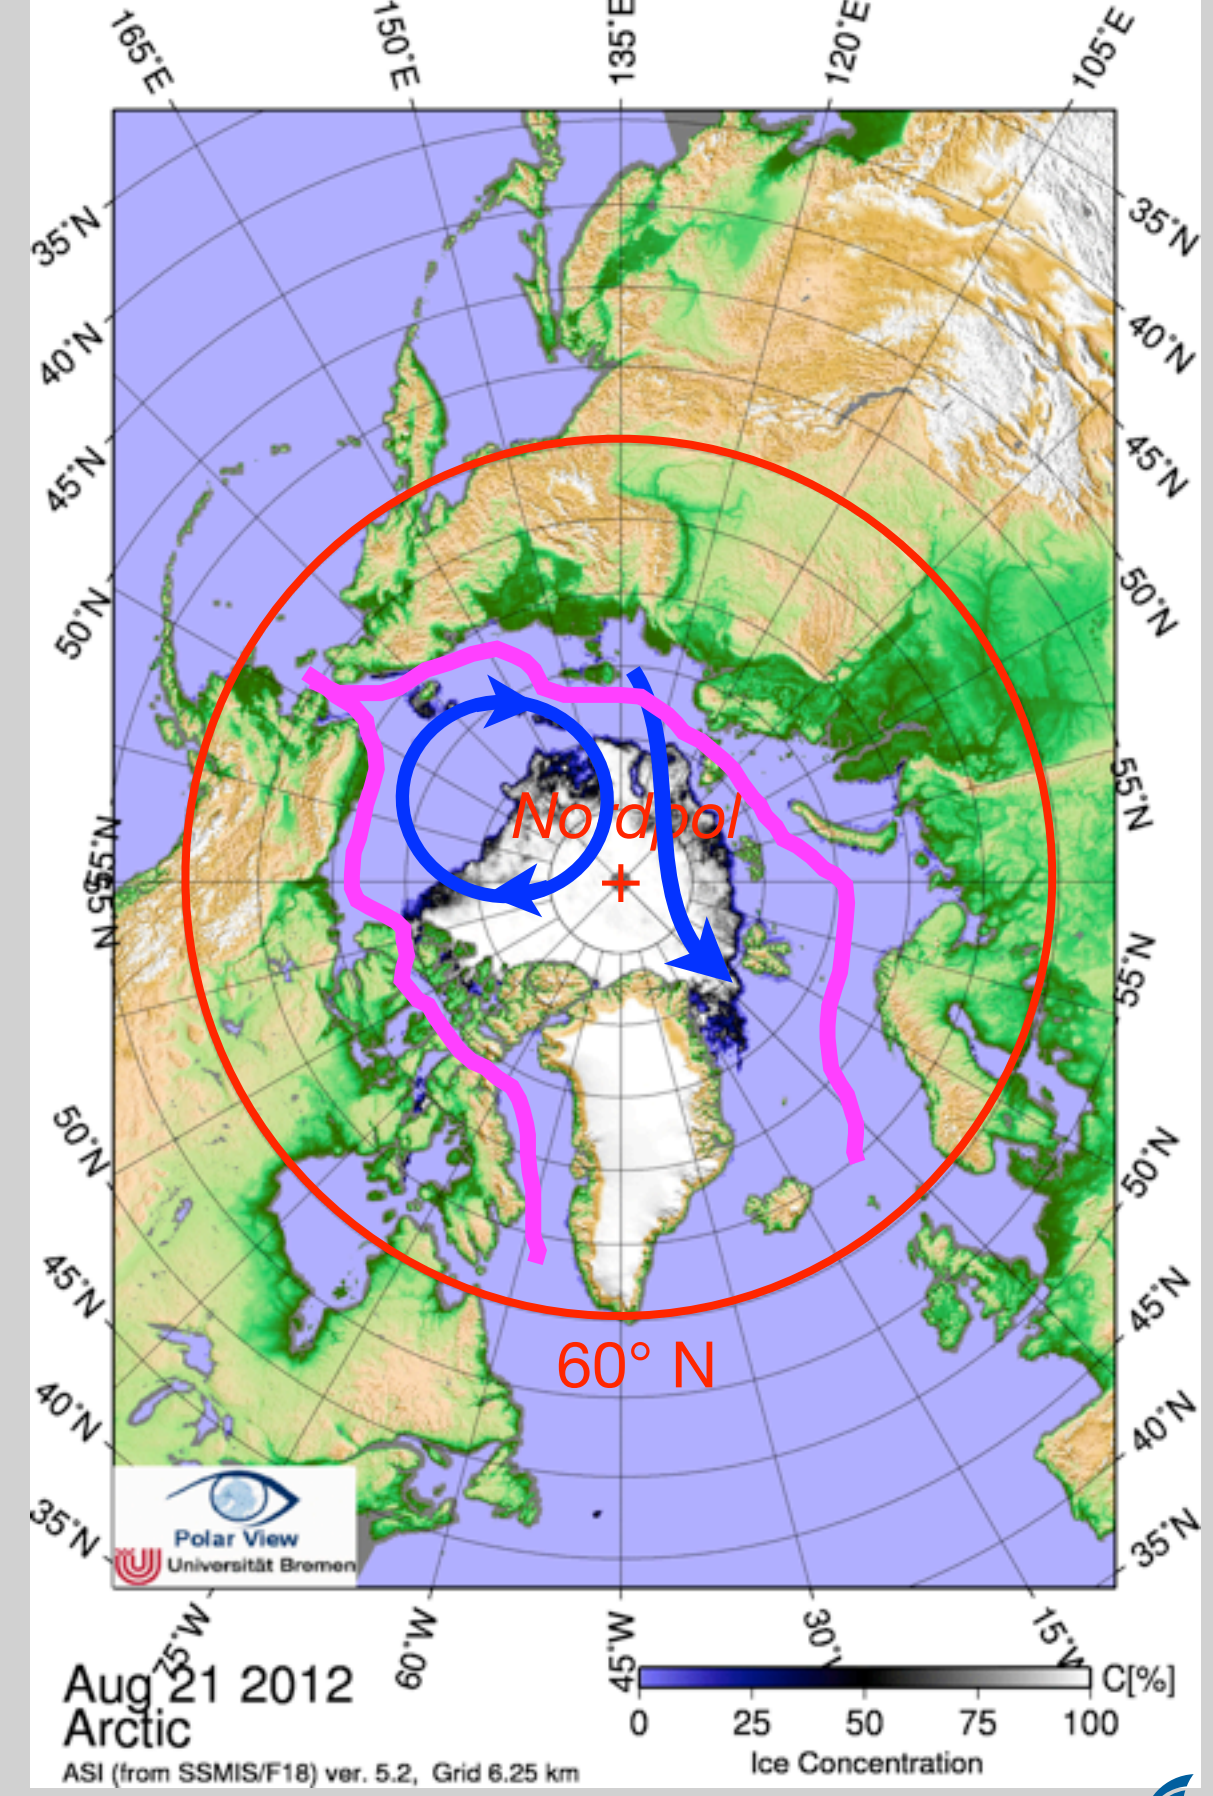 165°E
150°E
135°E
120°E
105°E
35°N
35°N
40°N
40°N
45°N
45°N
50°N
50°N
Nordpol
55°N
55°N
55°N
55°N
50°N
50°N
60° N
45°N
45°N
40°N
40°N
35°N
35°N
Polar View
Universität Bremen
75°W
60°W
45°W
30°W
15°W
Aug 21 2012
Arctic
C[%]
0 25 50 75 100
Ice Concentration
ASI (from SSMIS/F18) ver. 5.2, Grid 6.25 km